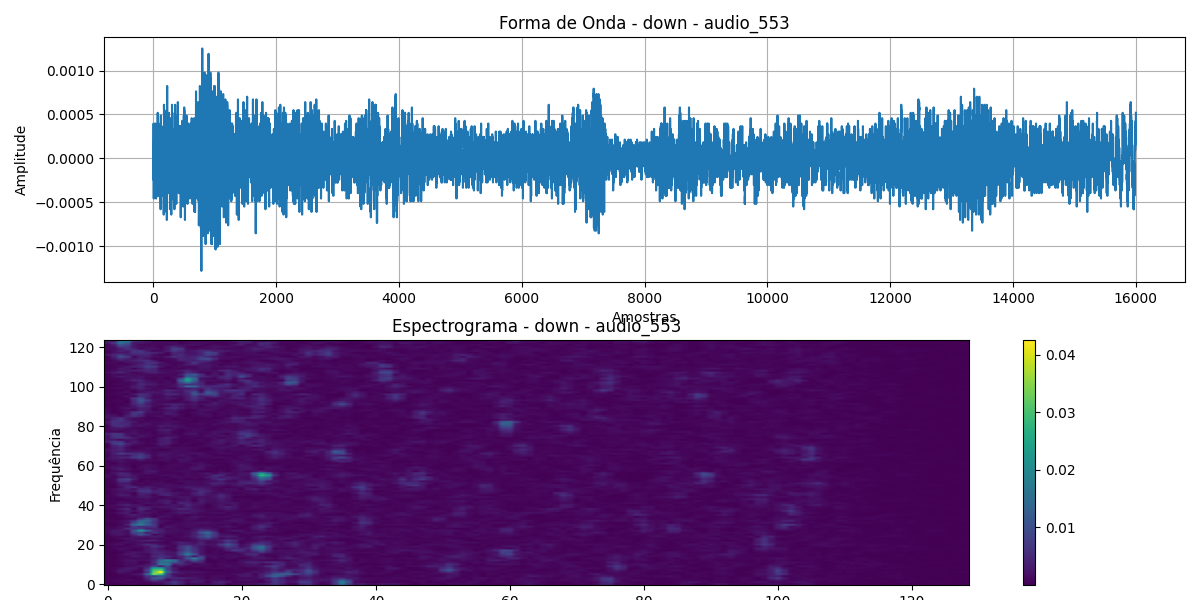 Forma de Onda - down - audio_553
0.0010
0.0005
0.0000
−0.0005
−0.0010
Amplitude
0 2000 4000 6000 8000 10000 12000 14000 16000
Amostras
Espectrograma - down - audio_553
120
100
80
60
40
20
0
Frequência
0.04
0.03
0.02
0.01
0 20 40 60 80 100 120